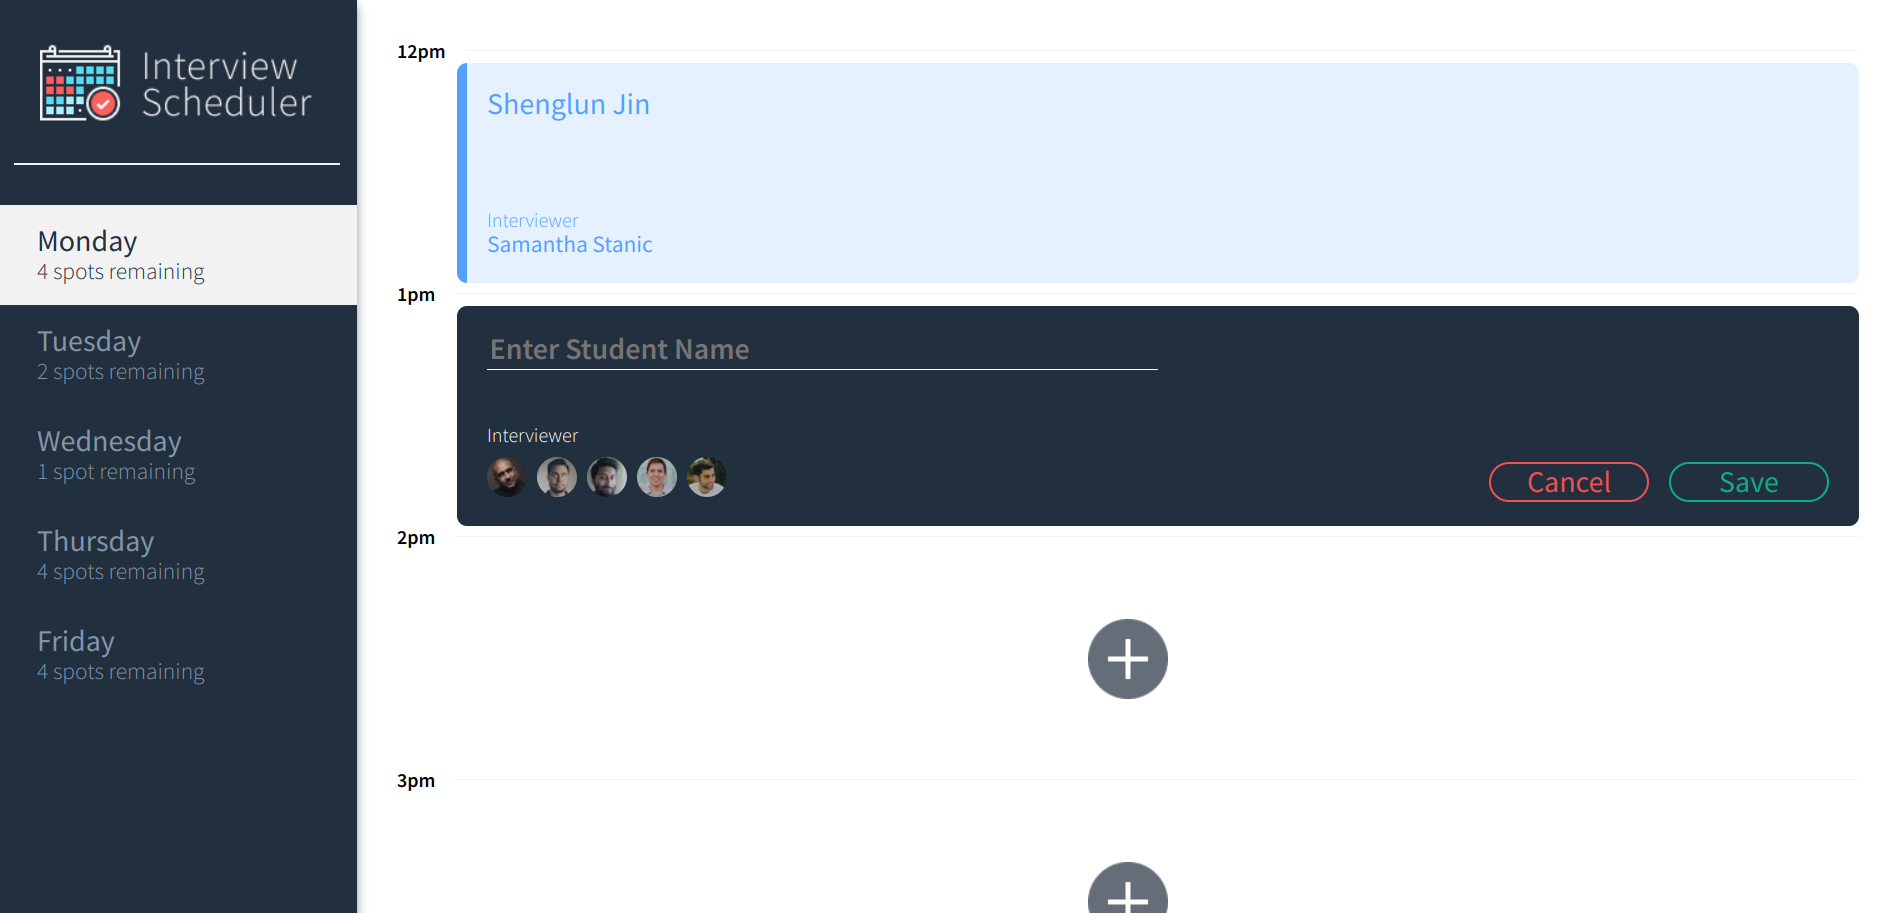 Interview
Scheduler
Monday
4 spots remaining
Tuesday
2 spots remaining
Wednesday
1 spot remaining
Thursday
4 spots remaining
Friday
4 spots remaining
12pm
Shenglun Jin
Interviewer
Samantha Stanic
1pm
Enter Student Name
Interviewer
Cancel
Save
2pm
3pm